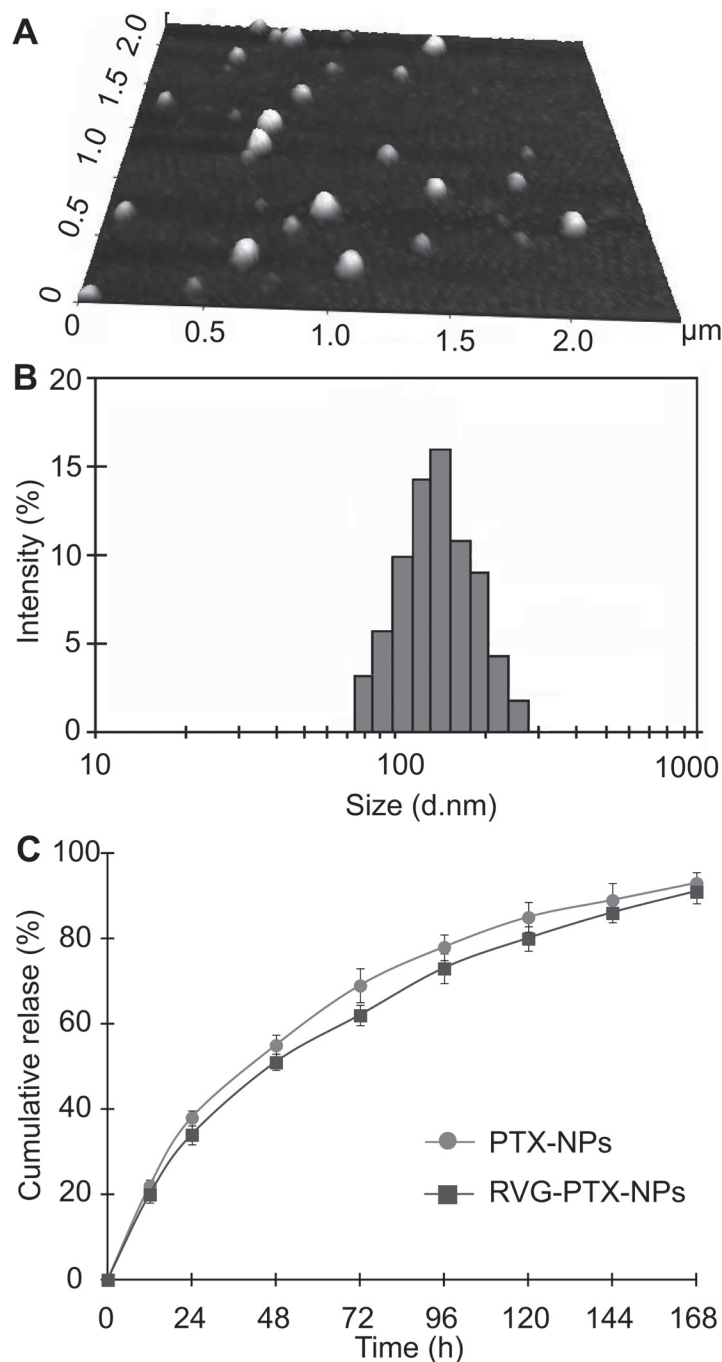 A
2.0
1.5
1.0
0.5
0
0 0.5 1.0 1.5 2.0 µm
B
20
15
10
5
0
Intensity (%)
10 100 1000
Size (d.nm)
C
100
80
60
40
20
0
Cumulative relase (%)
PTX-NPs
RVG-PTX-NPs
0 24 48 72 96 120 144 168
Time (h)